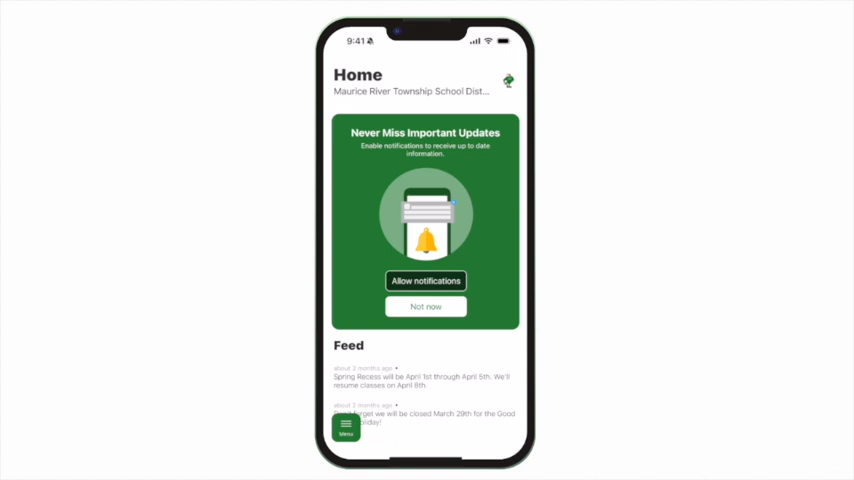 9:41
Home
Maurice River Township School Dist...
Never Miss Important Updates
Enable notifications to receive up to date
information.
Allow notifications
Not now
Feed
about 2 months ago •
Spring Recess will be April 1st through April 5th. We'll
resume classes on April 8th.
about 2 months ago •
forget we will be closed March 29th for the Good
Menu